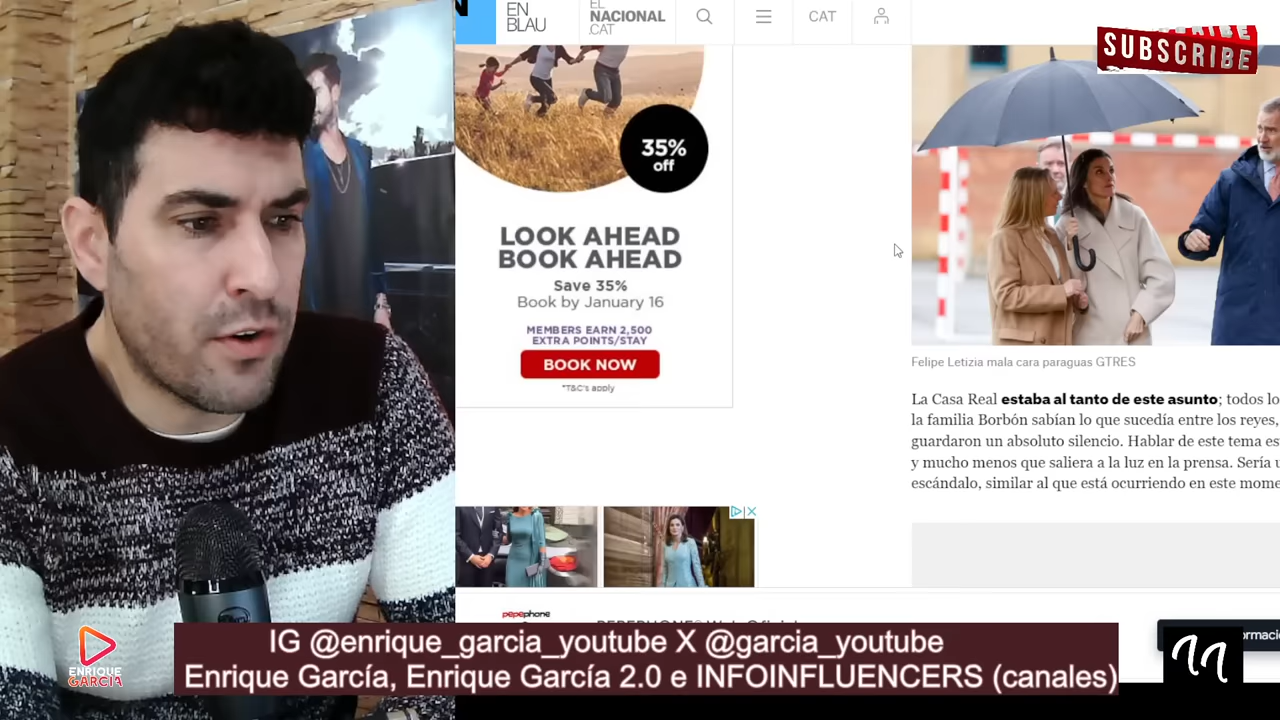 EN
BLAU
EL
NACIONAL
.CAT
CAT
SUBSCRIBE
35%
off
LOOK AHEAD
BOOK AHEAD
Save 35%
Book by January 16
MEMBERS EARN 2,500
EXTRA POINTS/STAY
BOOK NOW
*T&C's apply
Felipe Letizia mala cara paraguas GTRES
La Casa Real estaba al tanto de este asunto; todos lo
la familia Borbón sabían lo que sucedía entre los reyes,
guardaron un absoluto silencio. Hablar de este tema es
y mucho menos que saliera a la luz en la prensa. Sería u
escándalo, similar al que está ocurriendo en este mome
pepephone
ormació
IG @enrique_garcia_youtube X @garcia_youtube
Enrique García, Enrique García 2.0 e INFOINFLUENCERS (canales)
ENRIQUE
GARCÍA